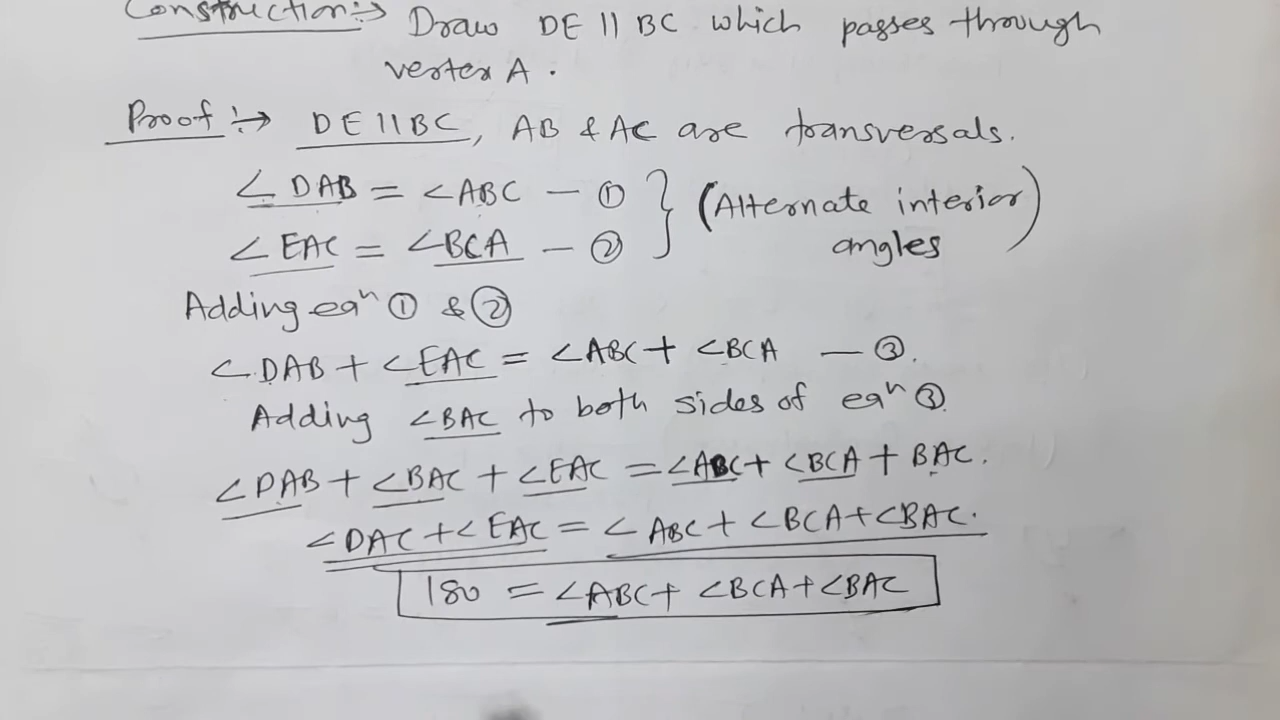 Construction :→ Draw DE || BC which passes through
vertex A.
Proof :→ DE || BC, AB & AC are transversals.
∠DAB = ∠ABC — ①
∠EAC = ∠BCA — ②
} (Alternate interior
angles)
Adding eqⁿ ① & ②
∠DAB + ∠EAC = ∠ABC + ∠BCA — ③.
Adding ∠BAC to both sides of eqⁿ ③.
∠DAB + ∠BAC + ∠EAC = ∠ABC + ∠BCA + BAC.
∠DAC + ∠EAC = ∠ABC + ∠BCA + ∠BAC.
180 = ∠ABC + ∠BCA + ∠BAC